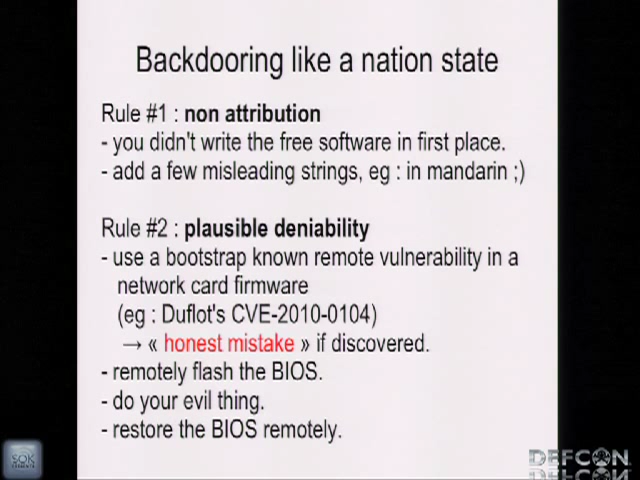 Backdooring like a nation state
Rule #1 : non attribution
- you didn't write the free software in first place.
- add a few misleading strings, eg : in mandarin ;)
Rule #2 : plausible deniability
- use a bootstrap known remote vulnerability in a
network card firmware
(eg : Duflot's CVE-2010-0104)
→ « honest mistake » if discovered.
- remotely flash the BIOS.
- do your evil thing.
- restore the BIOS remotely.
SOK
DEFCON